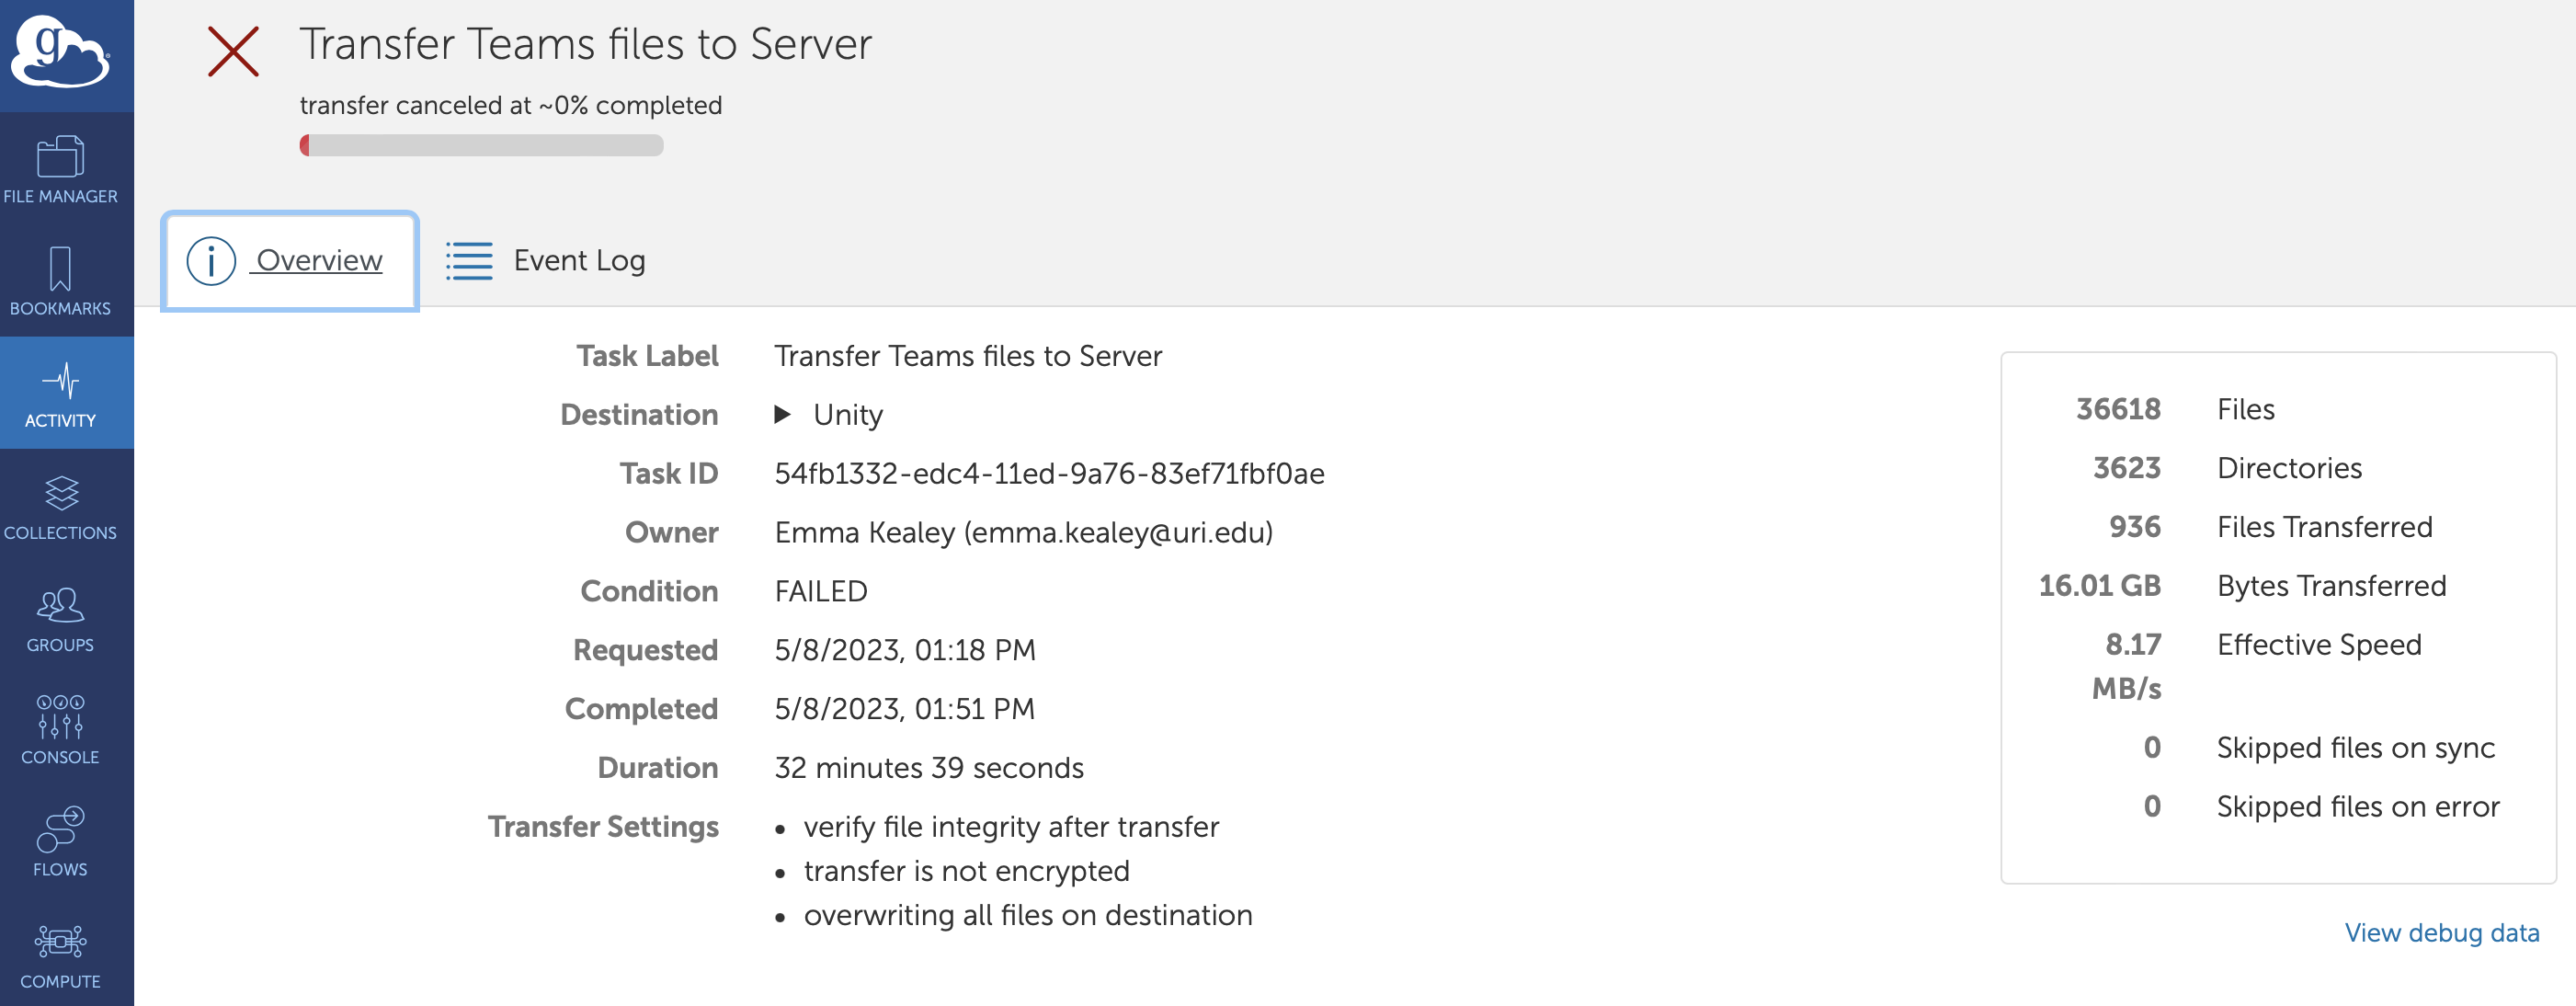 g
Transfer Teams files to Server
transfer canceled at ~0% completed
FILE MANAGER
BOOKMARKS
ACTIVITY
COLLECTIONS
GROUPS
CONSOLE
FLOWS
COMPUTE
Overview
Event Log
Task Label Transfer Teams files to Server
Destination Unity
Task ID 54fb1332-edc4-11ed-9a76-83ef71fbf0ae
Owner Emma Kealey (emma.kealey@uri.edu)
Condition FAILED
Requested 5/8/2023, 01:18 PM
Completed 5/8/2023, 01:51 PM
Duration 32 minutes 39 seconds
Transfer Settings • verify file integrity after transfer
• transfer is not encrypted
• overwriting all files on destination
36618 Files
3623 Directories
936 Files Transferred
16.01 GB Bytes Transferred
8.17 Effective Speed
MB/s
0 Skipped files on sync
0 Skipped files on error
View debug data